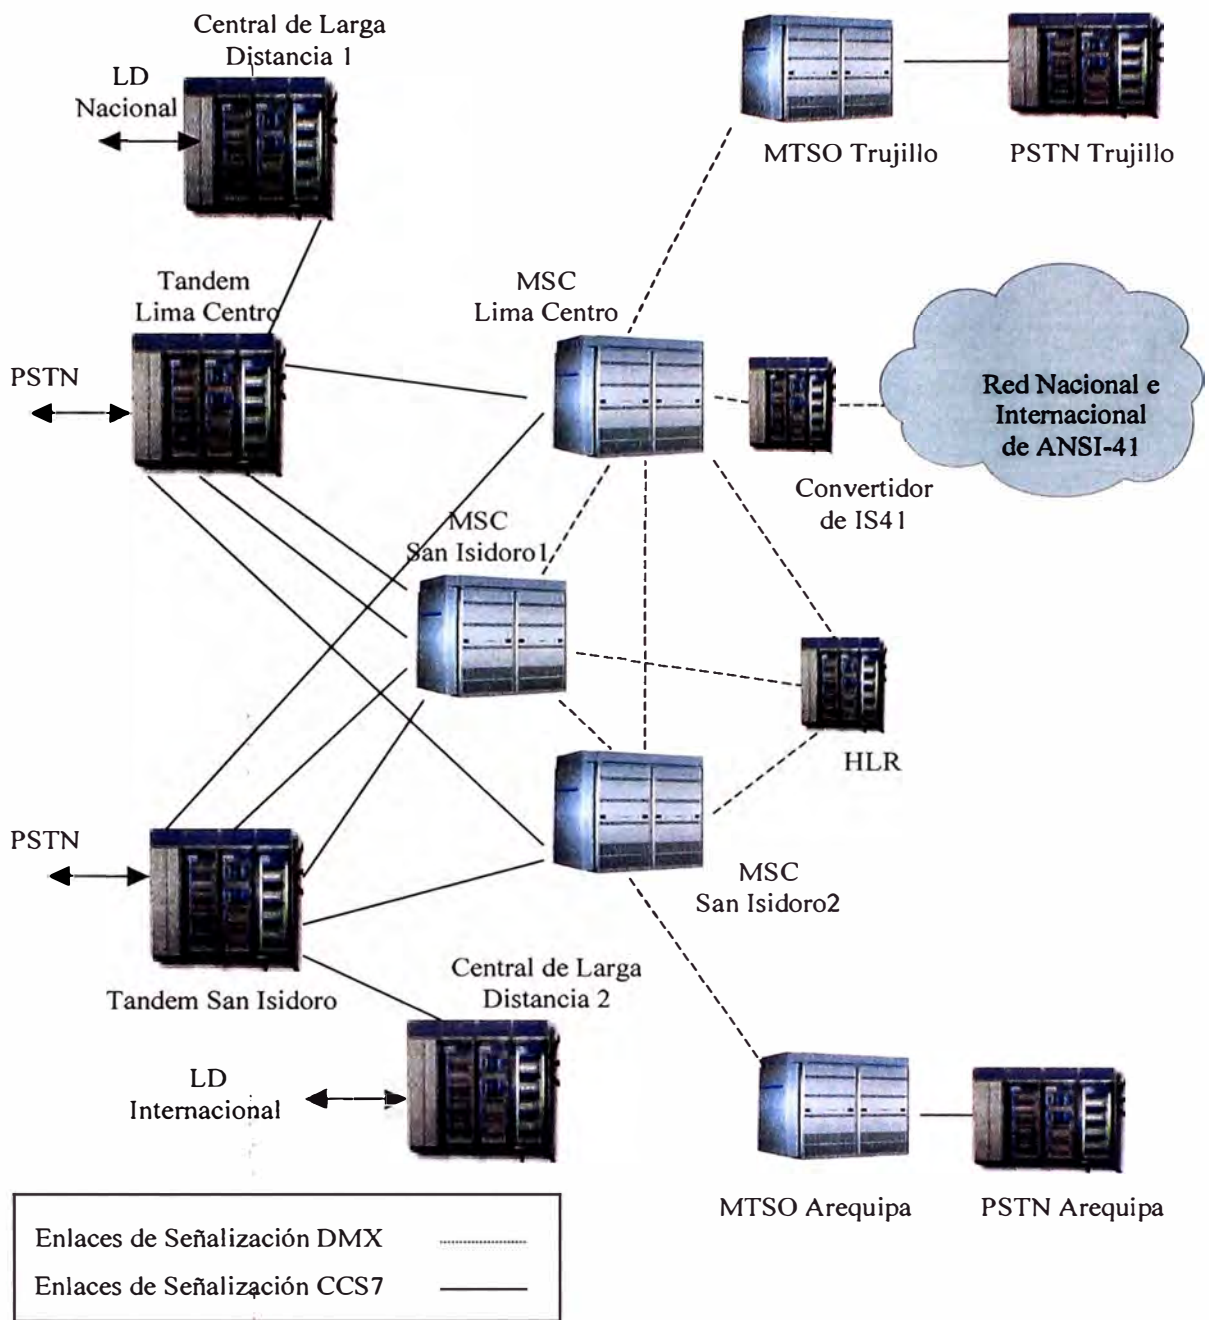 Central de Larga
Distancia 1
LD
Nacional
MTSO Trujillo
PSTN Trujillo
Tandem
Lima Centro
MSC
Lima Centro
PSTN
Red Nacional e
Internacional
de ANSI-41
Convertidor
de IS41
MSC
San Isidoro1
HLR
PSTN
MSC
San Isidoro2
Tandem San Isidoro
Central de Larga
Distancia 2
LD
Internacional
MTSO Arequipa
PSTN Arequipa
Enlaces de Señalización DMX
Enlaces de Señalización CCS7